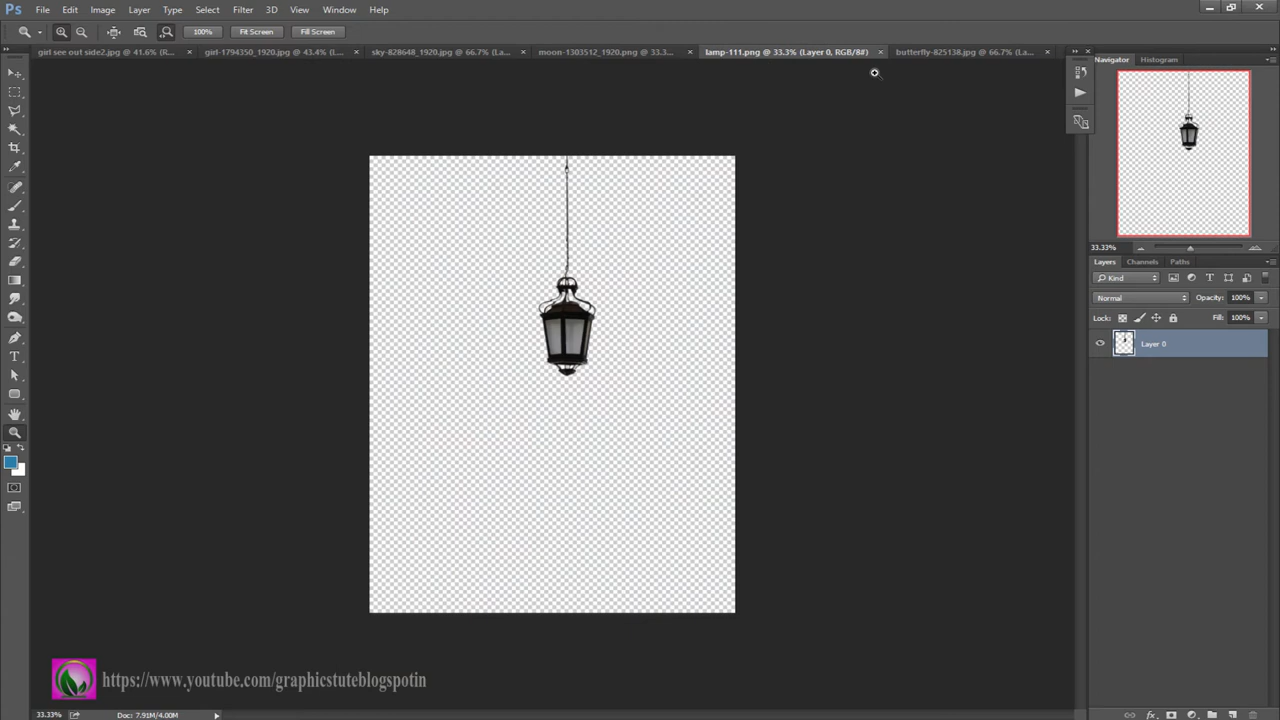 Ps File Edit Image Layer Type Select Filter 3D View Window Help
100% Fit Screen Fill Screen
girl see out side2.jpg @ 41.6% (R... × girl-1794350_1920.jpg @ 43.4% (L... × sky-828648_1920.jpg @ 66.7% (La... × moon-1303512_1920.png @ 33.3... × lamp-111.png @ 33.3% (Layer 0, RGB/8#) × butterfly-825138.jpg @ 66.7% (La... ×
Navigator Histogram
33.33%
Layers Channels Paths
Kind
Normal Opacity: 100%
Lock: Fill: 100%
Layer 0
https://www.youtube.com/graphicstuteblogspotin
33.33% Doc: 7.91M/4.00M